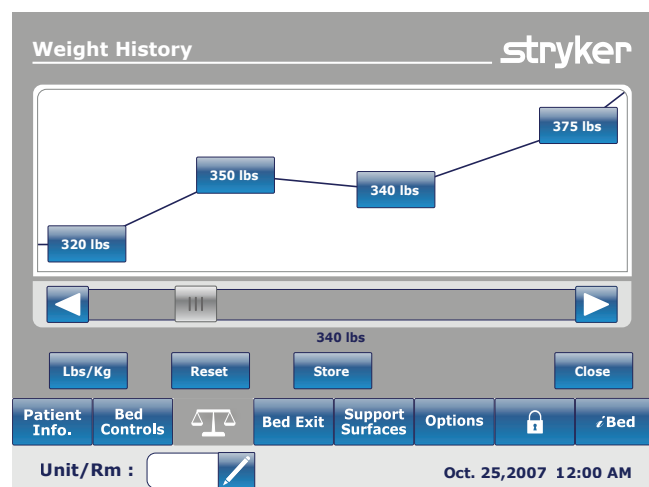 Weight History
stryker
375 lbs
350 lbs
340 lbs
320 lbs
340 lbs
Lbs/Kg Reset Store Close
Patient Info. Bed Controls Bed Exit Support Surfaces Options iBed
Unit/Rm : Oct. 25,2007 12:00 AM